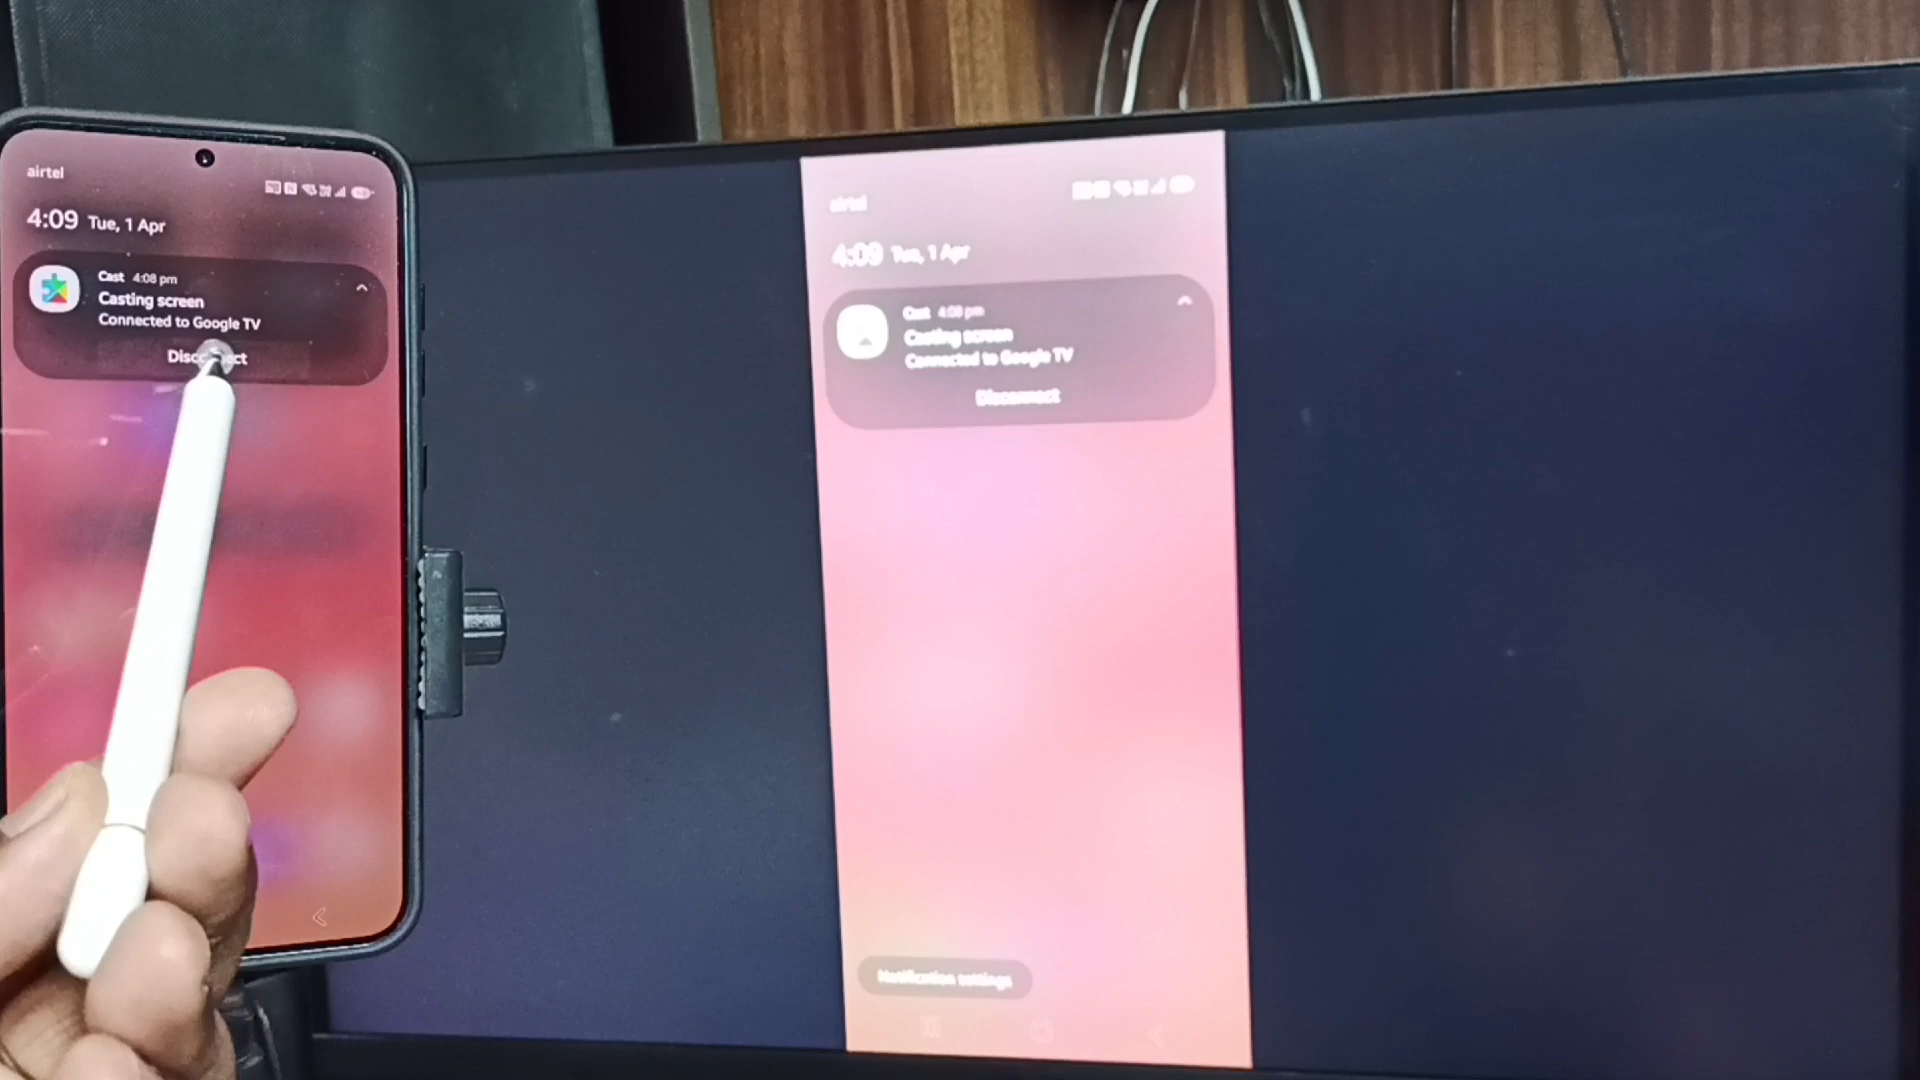 airtel
4:09 Tue, 1 Apr
Cast 4:08 pm
Casting screen
Connected to Google TV
Disconnect
airtel
4:09 Tue, 1 Apr
Cast 4:08 pm
Casting screen
Connected to Google TV
Disconnect
Notification settings